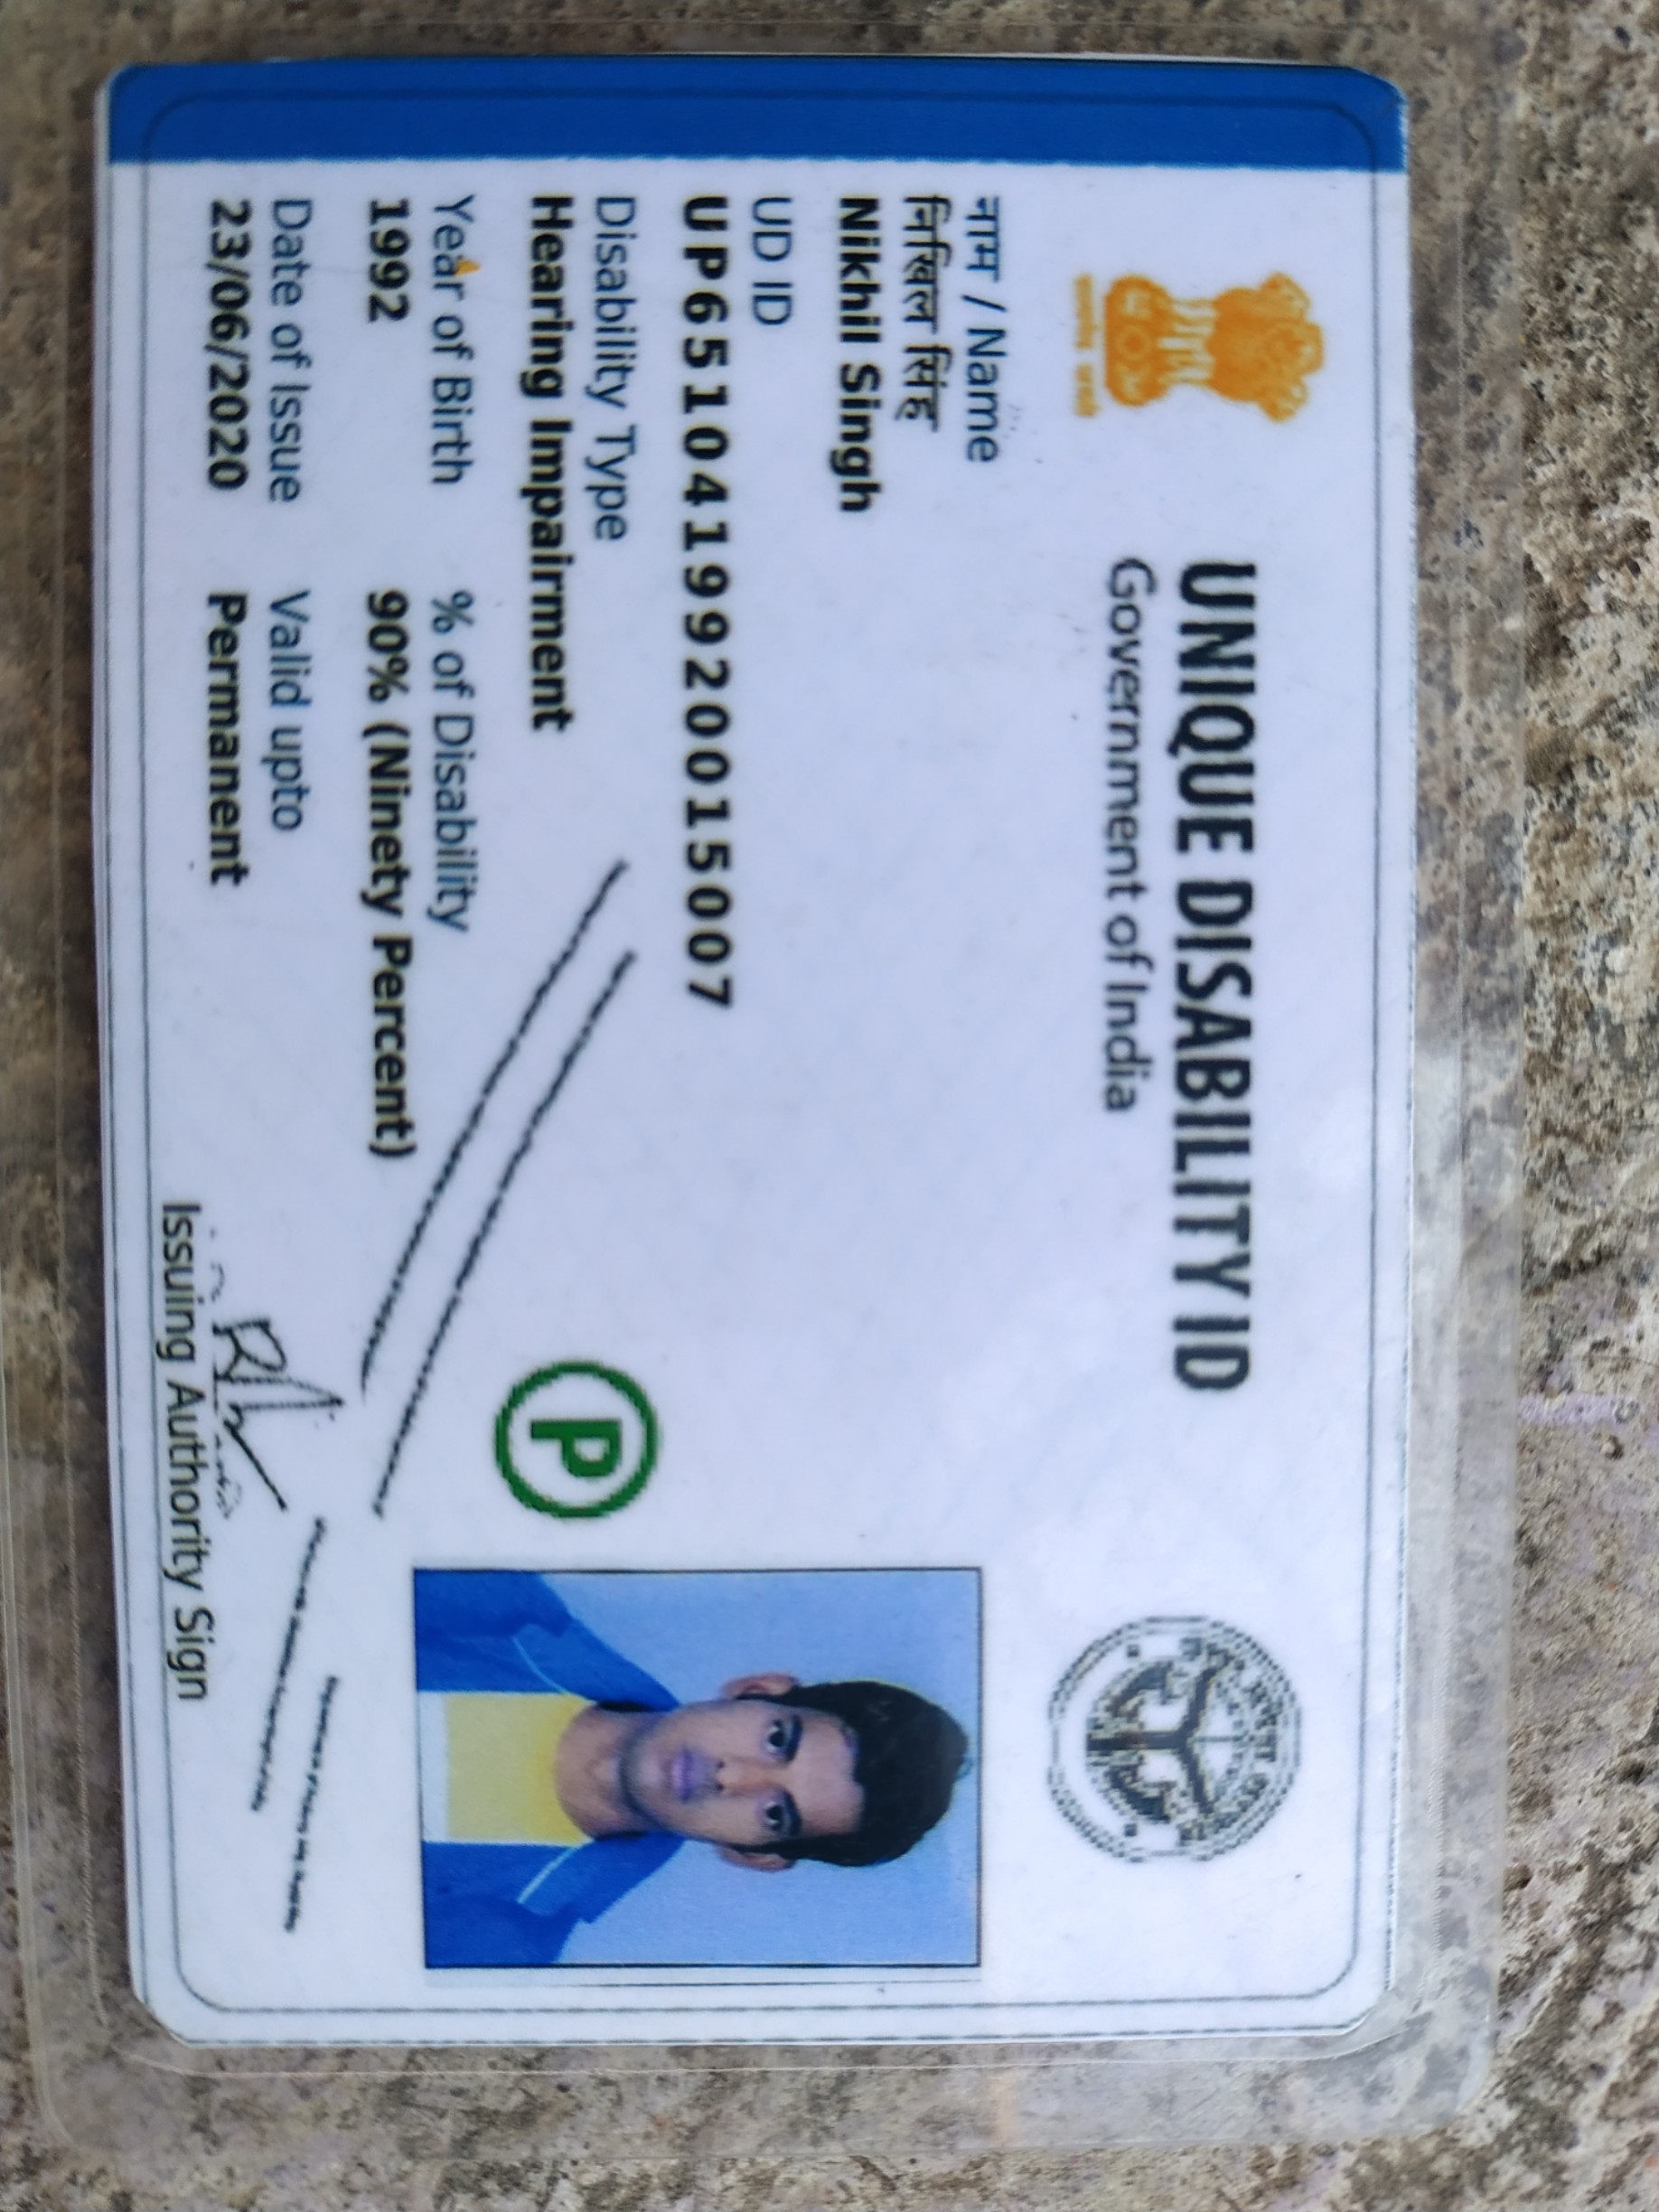 UNIQUE DISABILITY ID
Government of India
नाम / Name
निखिल सिंह
Nikhil Singh
UD ID
UP6510419920015007
Disability Type
Hearing Impairment
Year of Birth % of Disability
1992 90% (Ninety Percent)
Date of Issue Valid upto
23/06/2020 Permanent
P
Issuing Authority Sign